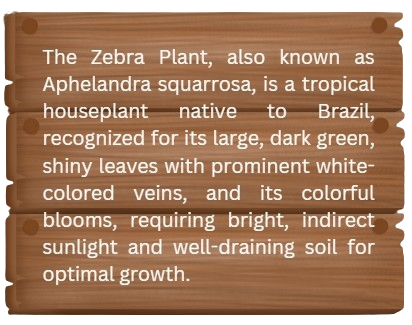 The Zebra Plant, also known as
Aphelandra squarrosa, is a tropical
houseplant native to Brazil,
recognized for its large, dark green,
shiny leaves with prominent white-
colored veins, and its colorful
blooms, requiring bright, indirect
sunlight and well-draining soil for
optimal growth.